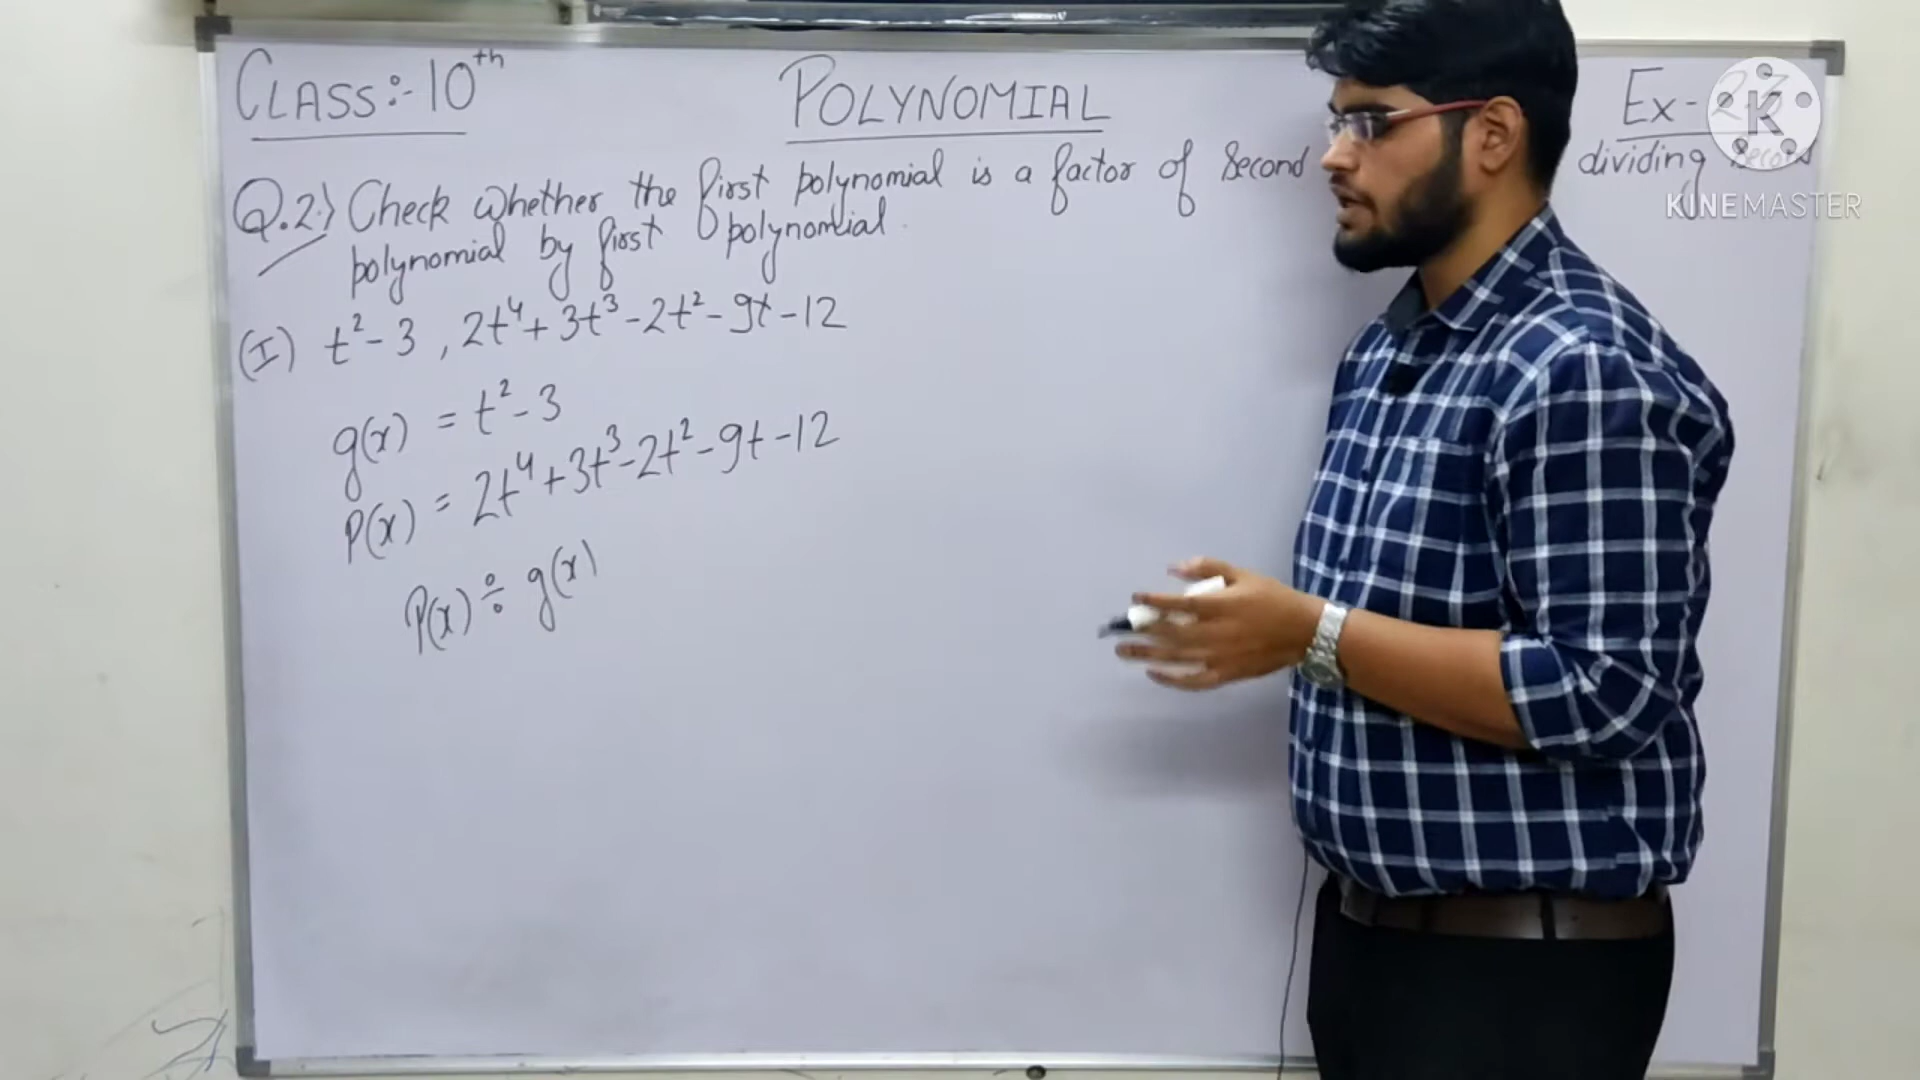 CLASS:-10th
POLYNOMIAL
Ex-
Q.2) Check whether the first polynomial is a factor of second dividing
polynomial by first polynomial
(I) t²-3, 2t⁴+3t³-2t²-9t-12
g(x) = t²-3
P(x) = 2t⁴+3t³-2t²-9t-12
P(x) ÷ g(x)
K
KINEMASTER